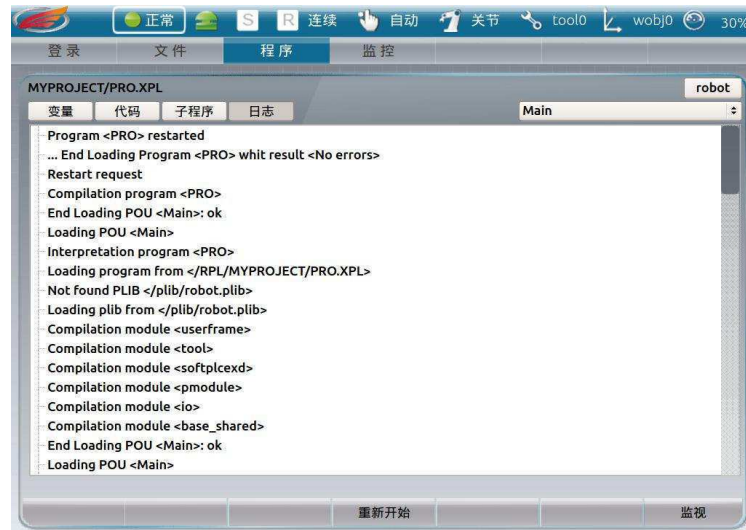 正常 S R 连续 自动 关节 tool0 wobj0 30%
登录 文件 程序 监控
MYPROJECT/PRO.XPL robot
变量 代码 子程序 日志 Main
Program <PRO> restarted
... End Loading Program <PRO> whit result <No errors>
Restart request
Compilation program <PRO>
End Loading POU <Main>: ok
Loading POU <Main>
Interpretation program <PRO>
Loading program from </RPL/MYPROJECT/PRO.XPL>
Not found PLIB </plib/robot.plib>
Loading plib from </plib/robot.plib>
Compilation module <userframe>
Compilation module <tool>
Compilation module <softplcexd>
Compilation module <pmodule>
Compilation module <io>
Compilation module <base_shared>
End Loading POU <Main>: ok
Loading POU <Main>
重新开始 监视